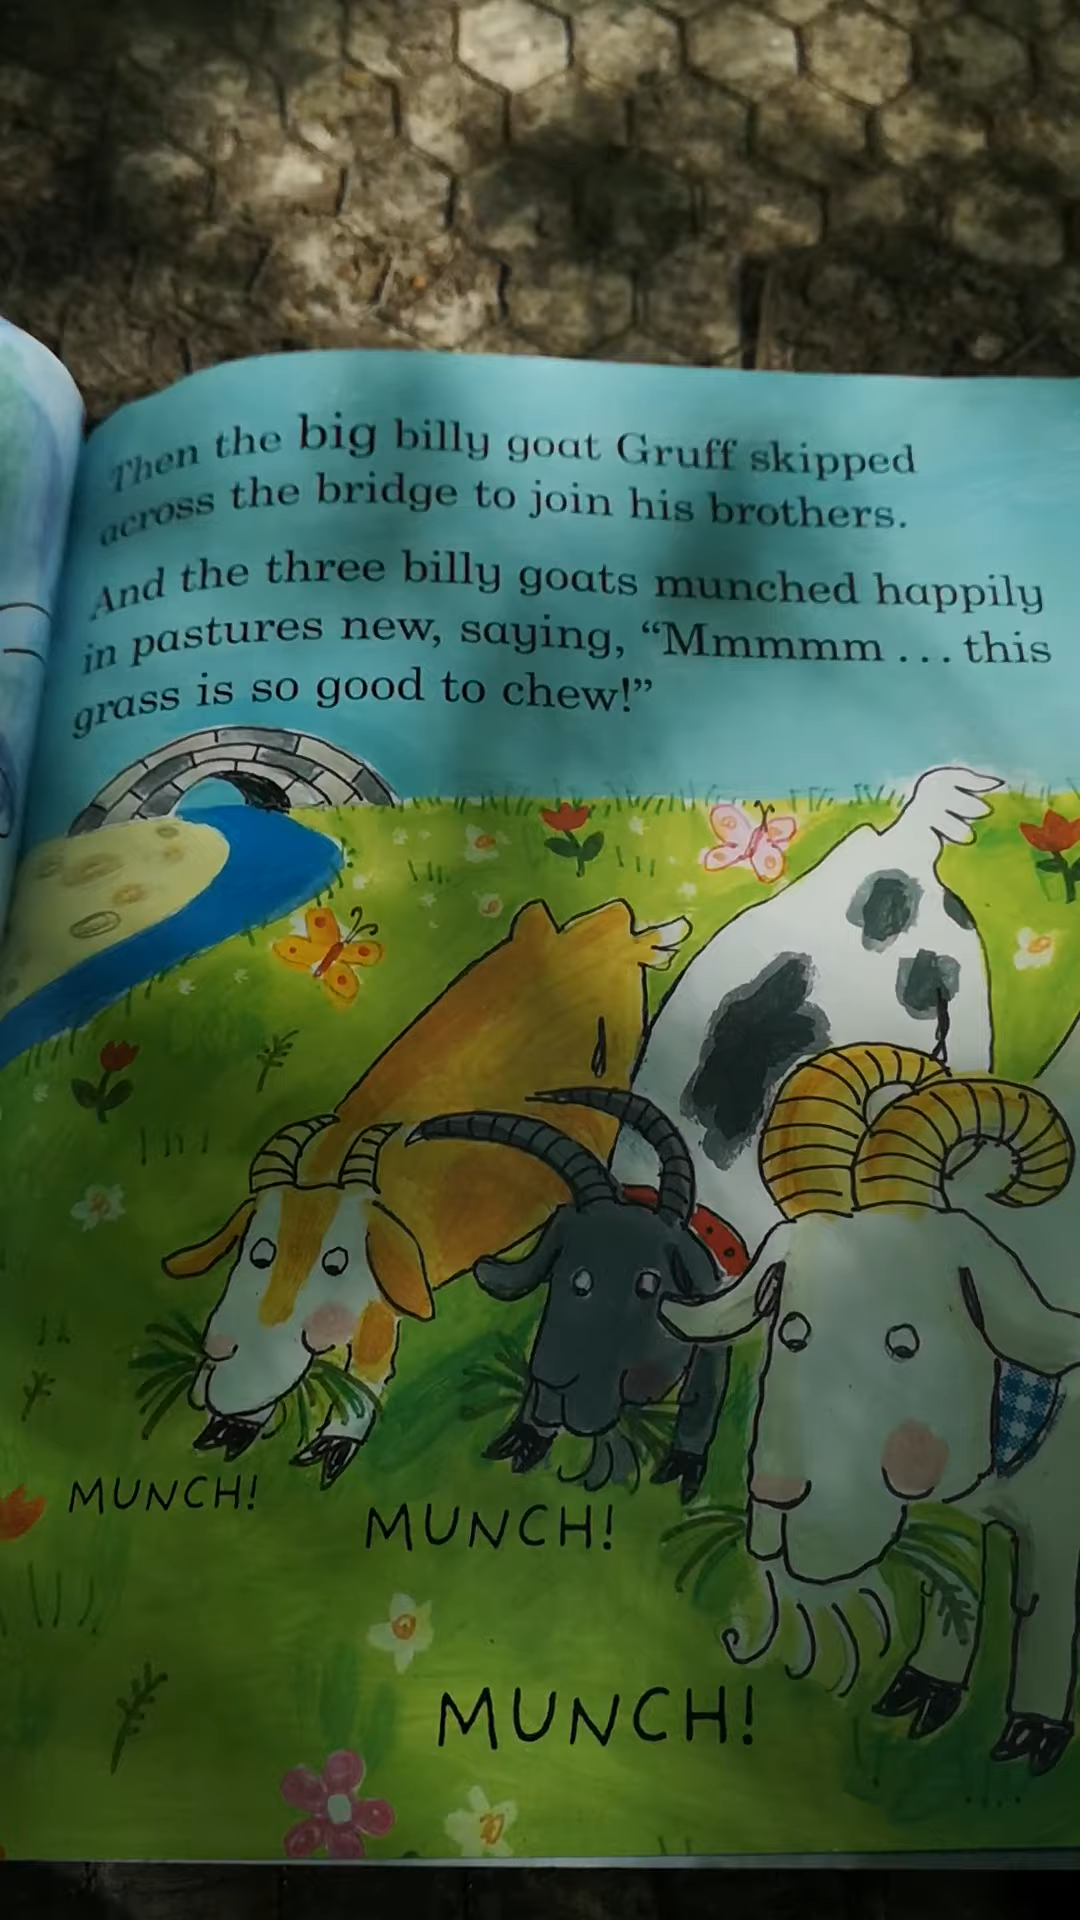 Then the big billy goat Gruff skipped
across the bridge to join his brothers.
And the three billy goats munched happily
in pastures new, saying, “Mmmmm ... this
grass is so good to chew!”
MUNCH!
MUNCH!
MUNCH!